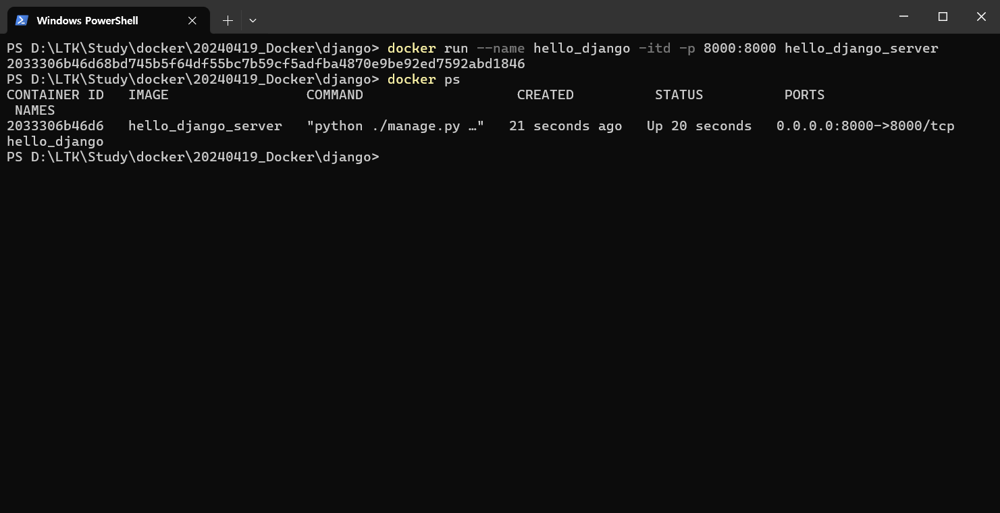 Windows PowerShell
PS D:\LTK\Study\docker\20240419_Docker\django> docker run --name hello_django -itd -p 8000:8000 hello_django_server
2033306b46d68bd745b5f64df55bc7b59cf5adfba4870e9be92ed7592abd1846
PS D:\LTK\Study\docker\20240419_Docker\django> docker ps
CONTAINER ID   IMAGE                 COMMAND                   CREATED          STATUS          PORTS
 NAMES
2033306b46d6   hello_django_server   "python ./manage.py …"   21 seconds ago   Up 20 seconds   0.0.0.0:8000->8000/tcp
hello_django
PS D:\LTK\Study\docker\20240419_Docker\django>